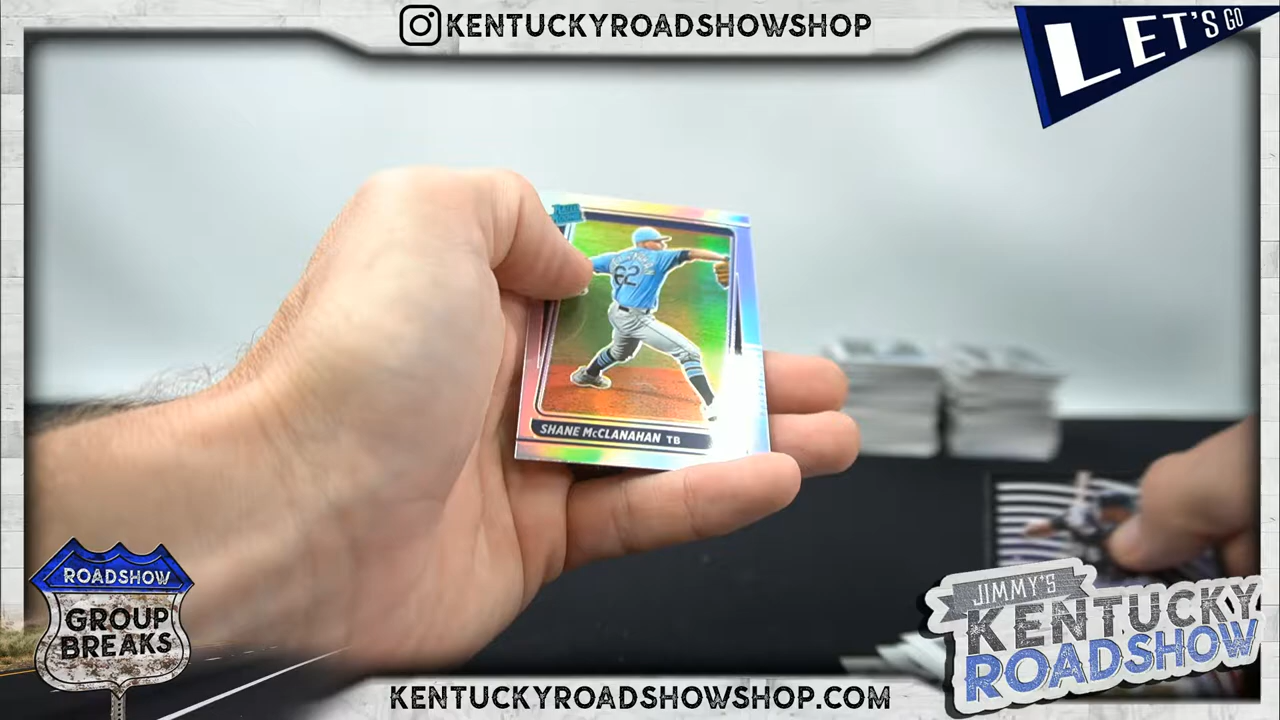 KENTUCKYROADSHOWSHOP
LET'S GO
62
SHANE McCLANAHAN TB
ROADSHOW
GROUP
BREAKS
JIMMY'S
KENTUCKY
ROADSHOW
KENTUCKYROADSHOWSHOP.COM